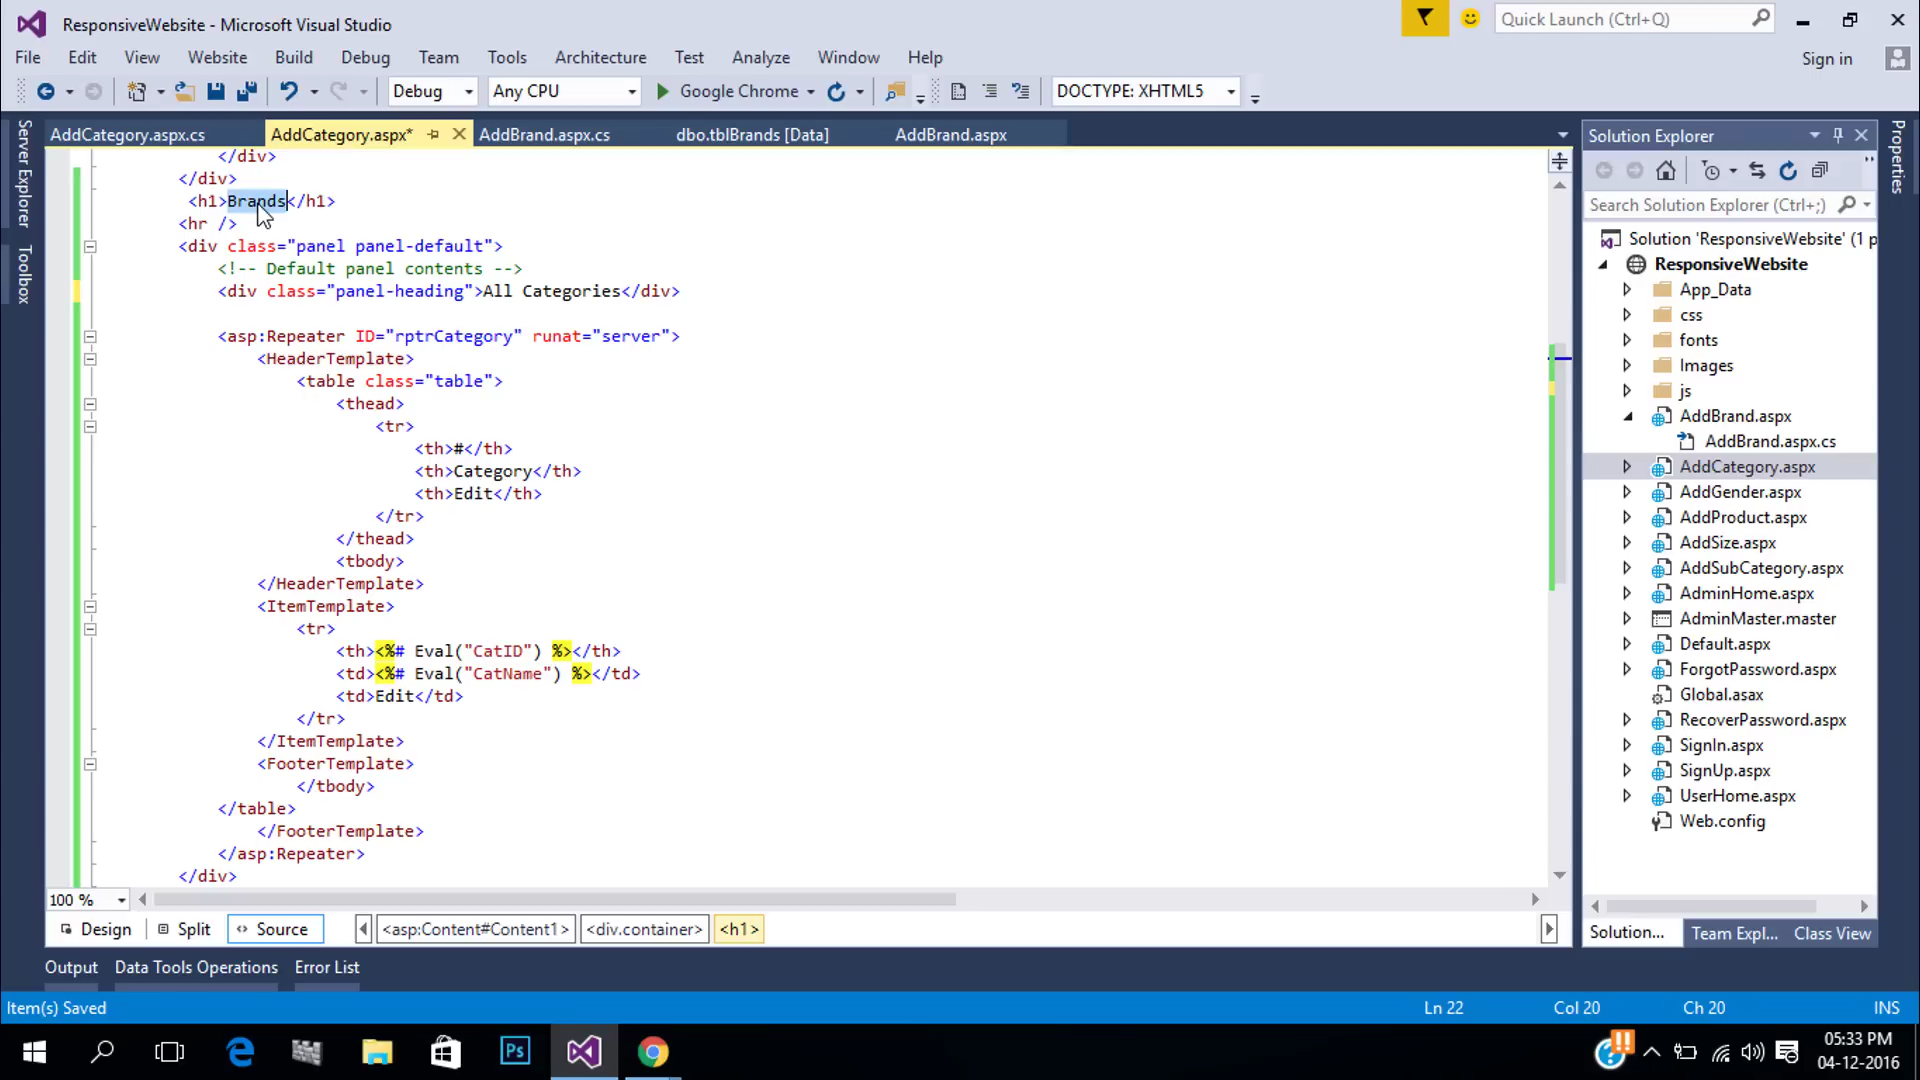 ResponsiveWebsite - Microsoft Visual Studio
Quick Launch (Ctrl+Q)
File Edit View Website Build Debug Team Tools Architecture Test Analyze Window Help
Sign in
Debug Any CPU Google Chrome DOCTYPE: XHTML5
AddCategory.aspx.cs AddCategory.aspx* AddBrand.aspx.cs dbo.tblBrands [Data] AddBrand.aspx
Server Explorer
Toolbox
</div>
</div>
<h1>Brands</h1>
<hr />
<div class="panel panel-default">
<!-- Default panel contents -->
<div class="panel-heading">All Categories</div>
<asp:Repeater ID="rptrCategory" runat="server">
<HeaderTemplate>
<table class="table">
<thead>
<tr>
<th>#</th>
<th>Category</th>
<th>Edit</th>
</tr>
</thead>
<tbody>
</HeaderTemplate>
<ItemTemplate>
<tr>
<th><%# Eval("CatID") %></th>
<td><%# Eval("CatName") %></td>
<td>Edit</td>
</tr>
</ItemTemplate>
<FooterTemplate>
</tbody>
</table>
</FooterTemplate>
</asp:Repeater>
</div>
100 %
Design Split Source <asp:Content#Content1> <div.container> <h1>
Solution Explorer
Search Solution Explorer (Ctrl+;)
Solution 'ResponsiveWebsite' (1 p
ResponsiveWebsite
App_Data
css
fonts
Images
js
AddBrand.aspx
AddBrand.aspx.cs
AddCategory.aspx
AddGender.aspx
AddProduct.aspx
AddSize.aspx
AddSubCategory.aspx
AdminHome.aspx
AdminMaster.master
Default.aspx
ForgotPassword.aspx
Global.asax
RecoverPassword.aspx
SignIn.aspx
SignUp.aspx
UserHome.aspx
Web.config
Solution... Team Expl... Class View
Properties
Output Data Tools Operations Error List
Item(s) Saved Ln 22 Col 20 Ch 20 INS
Ps
05:33 PM
04-12-2016